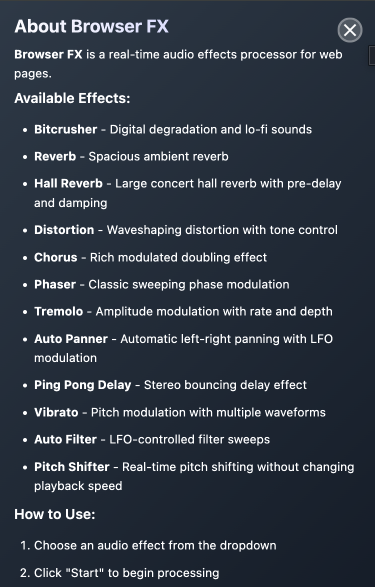 About Browser FX
Browser FX is a real-time audio effects processor for web
pages.
Available Effects:
• Bitcrusher - Digital degradation and lo-fi sounds
• Reverb - Spacious ambient reverb
• Hall Reverb - Large concert hall reverb with pre-delay
and damping
• Distortion - Waveshaping distortion with tone control
• Chorus - Rich modulated doubling effect
• Phaser - Classic sweeping phase modulation
• Tremolo - Amplitude modulation with rate and depth
• Auto Panner - Automatic left-right panning with LFO
modulation
• Ping Pong Delay - Stereo bouncing delay effect
• Vibrato - Pitch modulation with multiple waveforms
• Auto Filter - LFO-controlled filter sweeps
• Pitch Shifter - Real-time pitch shifting without changing
playback speed
How to Use:
1. Choose an audio effect from the dropdown
2. Click "Start" to begin processing